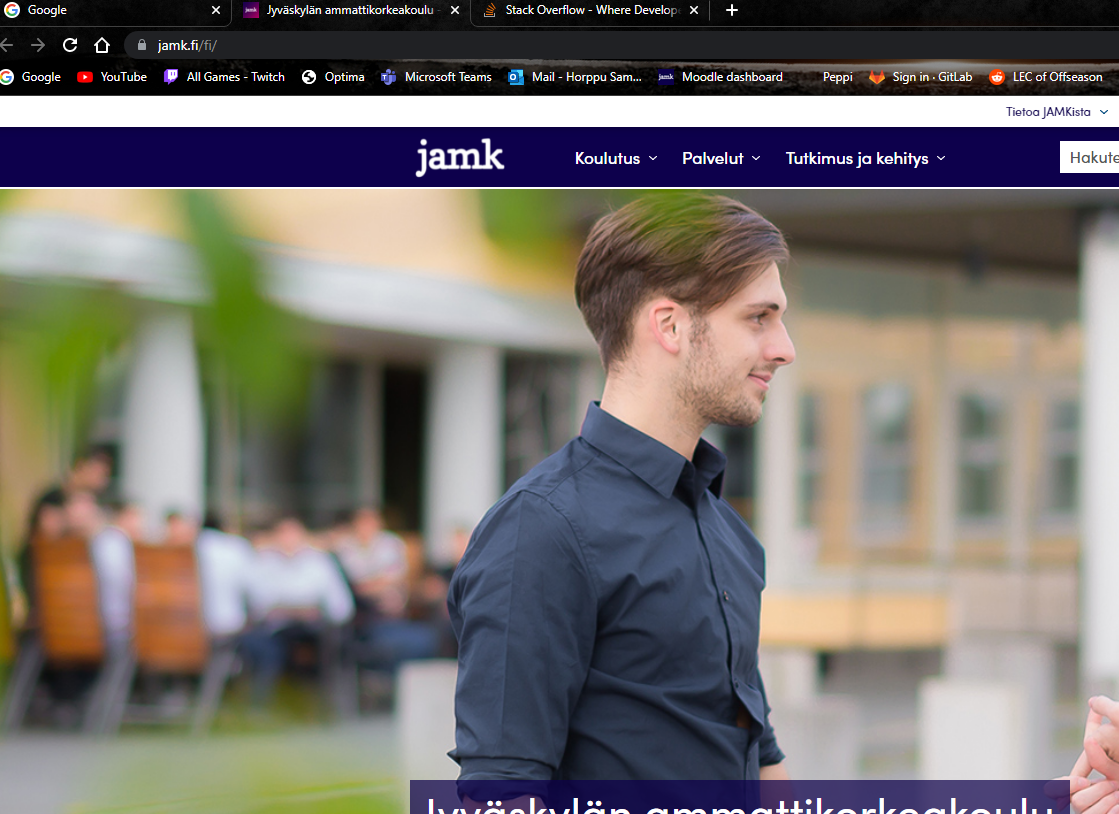 Google
Jyväskylän ammattikorkeakoulu -
Stack Overflow - Where Develop
jamk.fi/fi/
Google YouTube All Games - Twitch Optima Microsoft Teams Mail - Horppu Sam... Moodle dashboard Peppi Sign in · GitLab LEC of Offseason
Tietoa JAMKista
jamk Koulutus Palvelut Tutkimus ja kehitys Hakute
Jyväskylän ammattikorkeakoulu